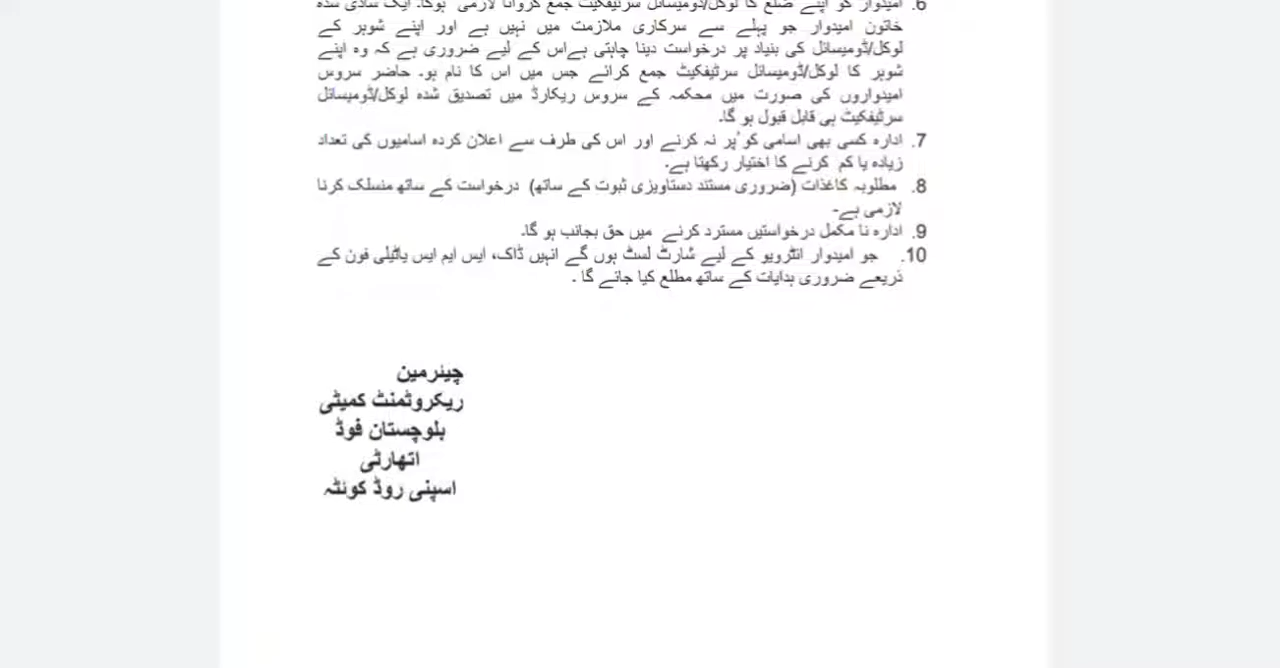 6. امیدوار کو اپنے ضلع کا لوکل/ڈومیسائل سرٹیفکیٹ جمع کروانا لازمی ہوگا۔ ایک شادی شدہ
خاتون امیدوار جو پہلے سے سرکاری ملازمت میں نہیں ہے اور اپنے شوہر کے
لوکل/ڈومیسائل کی بنیاد پر درخواست دینا چاہتی ہےاس کے لیے ضروری ہے کہ وہ اپنے
شوہر کا لوکل/ڈومیسائل سرٹیفکیٹ جمع کرائے جس میں اس کا نام ہو۔ حاضر سروس
امیدواروں کی صورت میں محکمہ کے سروس ریکارڈ میں تصدیق شدہ لوکل/ڈومیسائل
سرٹیفکیٹ ہی قابل قبول ہو گا۔
7. ادارہ کسی بھی اسامی کو ُپر نہ کرنے اور اس کی طرف سے اعلان کردہ اسامیوں کی تعداد
زیادہ یا کم کرنے کا اختیار رکھتا ہے۔
8. مطلوبہ کاغذات (ضروری مستند دستاویزی ثبوت کے ساتھ) درخواست کے ساتھ منسلک کرنا
لازمی ہے-
9. ادارہ نا مکمل درخواستیں مسترد کرنے میں حق بجانب ہو گا۔
10. جو امیدوار انٹرویو کے لیے شارٹ لسٹ ہوں گے انہیں ڈاک، ایس ایم ایس یاٹیلی فون کے
ذریعے ضروری ہدایات کے ساتھ مطلع کیا جائے گا ۔
چیئرمین
ریکروٹمنٹ کمیٹی
بلوچستان فوڈ
اتھارٹی
اسپنی روڈ کوئٹہ